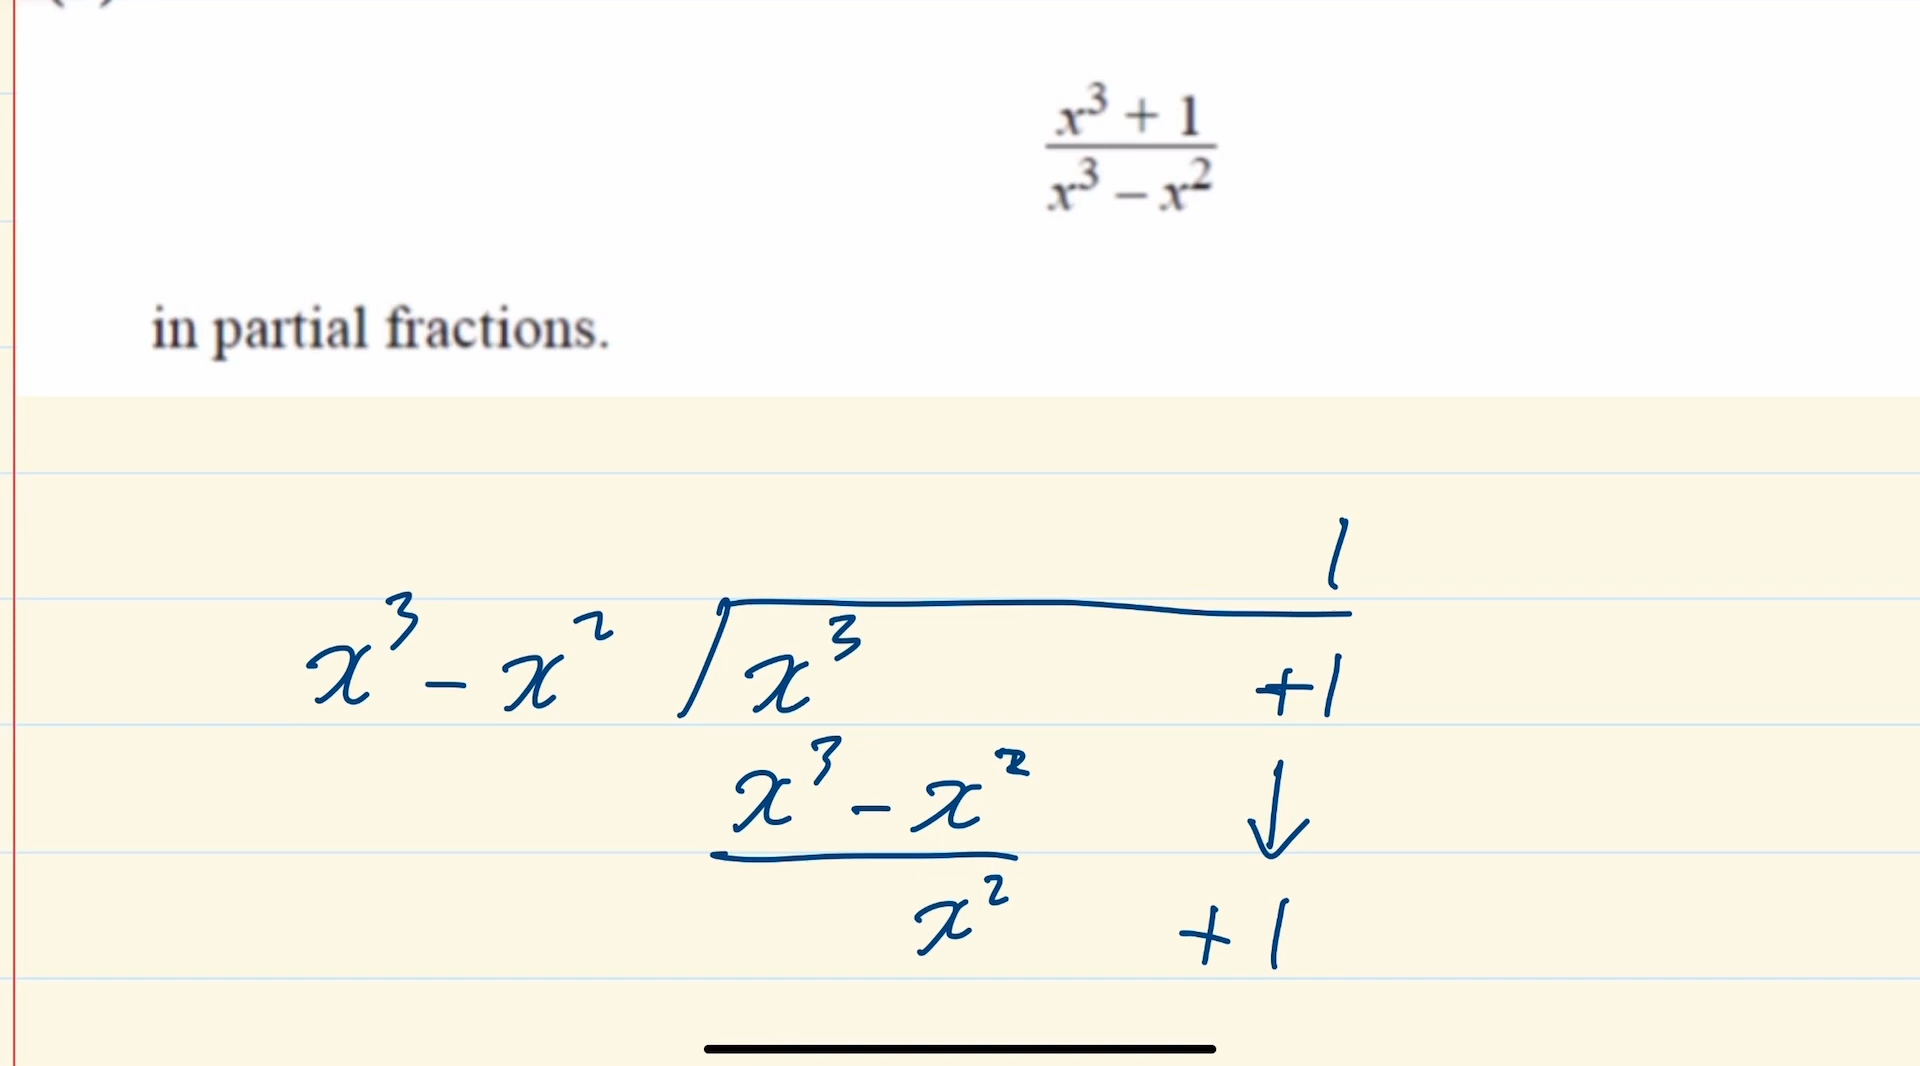 x³ + 1
x³ − x²
in partial fractions.
1
x³ - x² x³ +1
x³ - x²
x² + 1